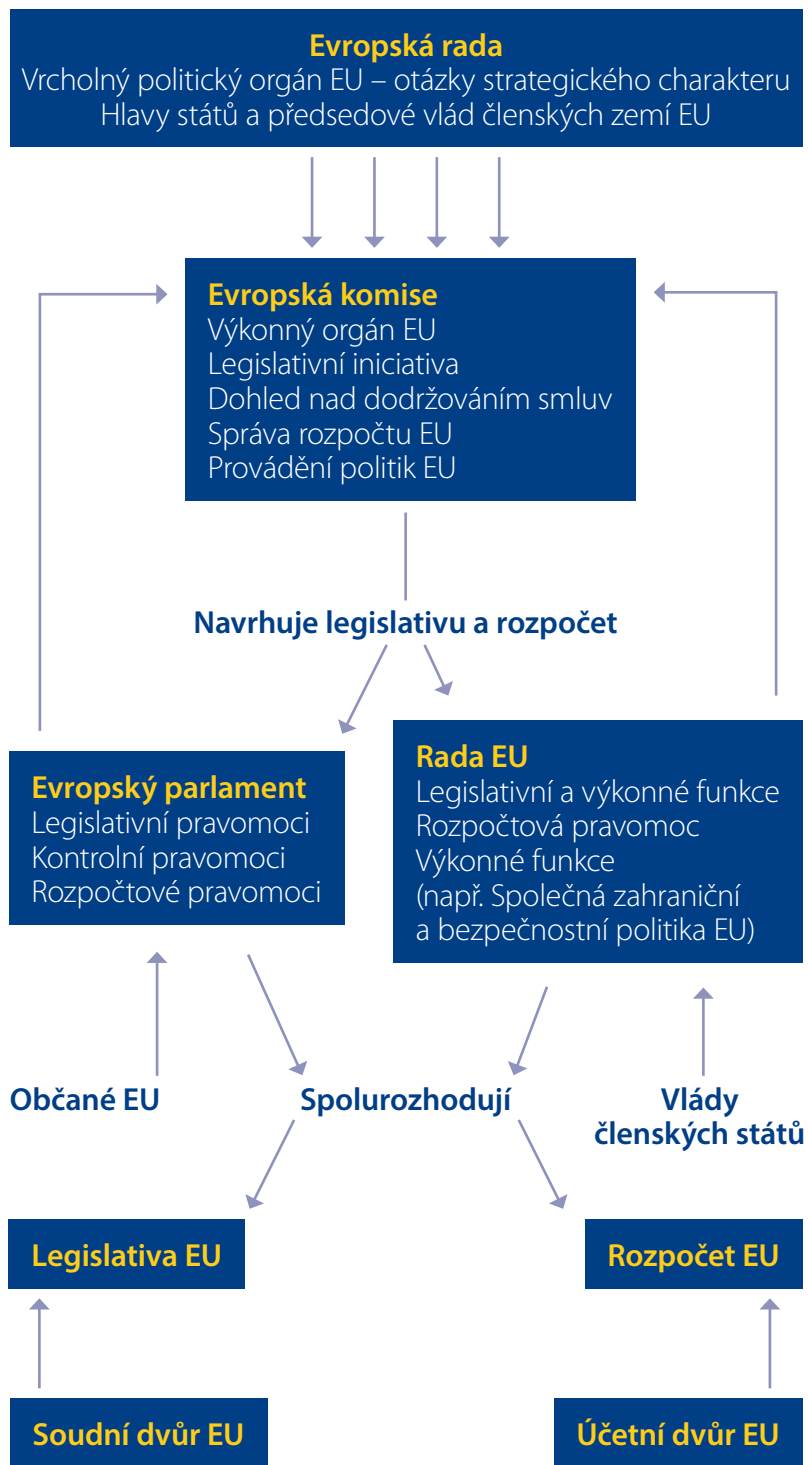 Evropská rada
Vrcholný politický orgán EU – otázky strategického charakteru
Hlavy států a předsedové vlád členských zemí EU
Evropská komise
Výkonný orgán EU
Legislativní iniciativa
Dohled nad dodržováním smluv
Správa rozpočtu EU
Provádění politik EU
Navrhuje legislativu a rozpočet
Evropský parlament
Legislativní pravomoci
Kontrolní pravomoci
Rozpočtové pravomoci
Rada EU
Legislativní a výkonné funkce
Rozpočtová pravomoc
Výkonné funkce
(např. Společná zahraniční
a bezpečnostní politika EU)
Občané EU
Spolurozhodují
Vlády
členských států
Legislativa EU
Rozpočet EU
Soudní dvůr EU
Účetní dvůr EU